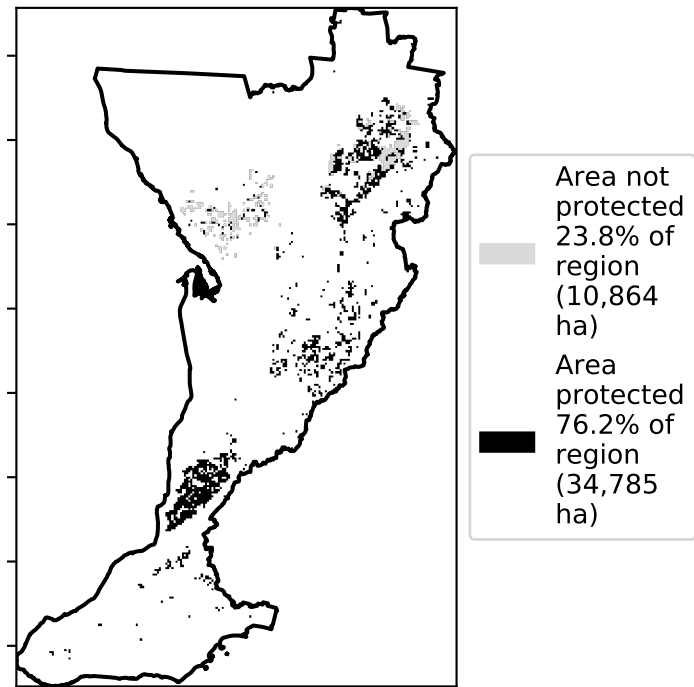 Area not
protected
23.8% of
region
(10,864
ha)
Area
protected
76.2% of
region
(34,785
ha)